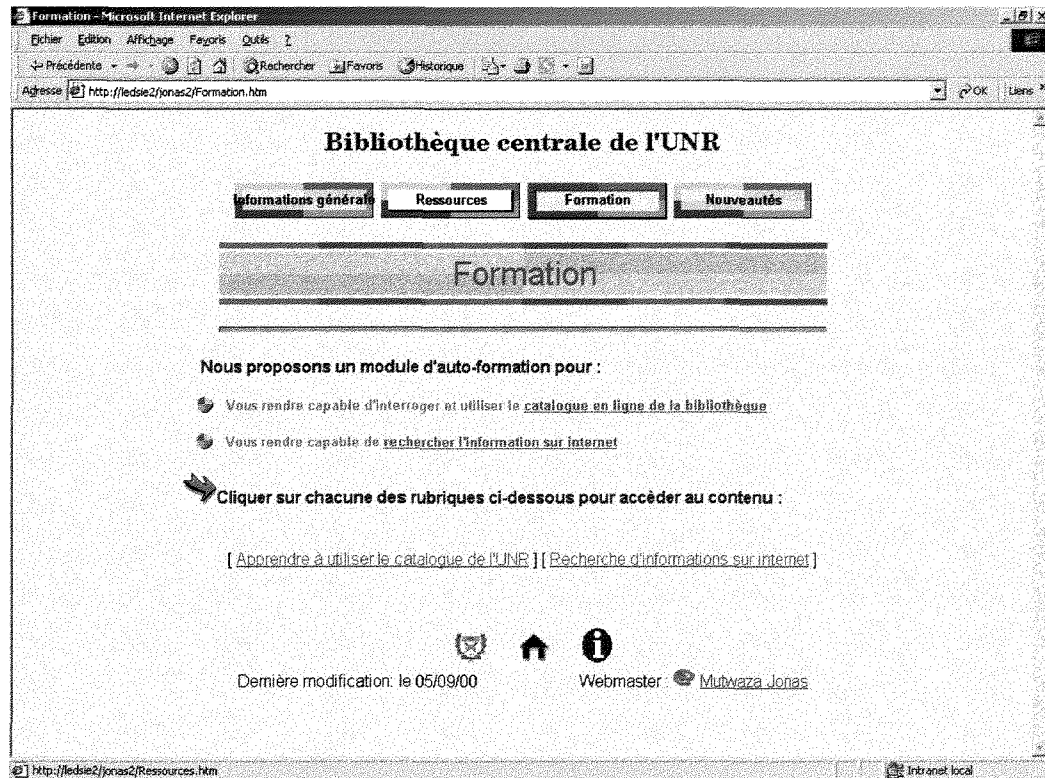 Formation - Microsoft Internet Explorer
Fichier Edition Affichage Favoris Outils ?
Précédente Rechercher Favoris Historique
Adresse http://ledsie2/jonas2/Formation.htm OK Liens »
Bibliothèque centrale de l'UNR
Informations générale Ressources Formation Nouveautés
Formation
Nous proposons un module d'auto-formation pour :
Vous rendre capable d'interroger et utiliser le catalogue en ligne de la bibliothèque
Vous rendre capable de rechercher l'information sur internet
Cliquer sur chacune des rubriques ci-dessous pour accèder au contenu :
[ Apprendre à utiliser le catalogue de l'UNR ] [ Recherche d'informations sur internet ]
Dernière modification: le 05/09/00 Webmaster : Mutwaza Jonas
http://ledsie2/jonas2/Ressources.htm Intranet local